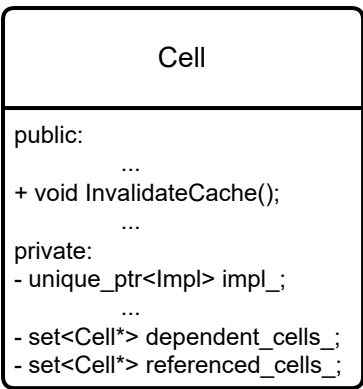 Cell
public:
...
+ void InvalidateCache();
...
private:
- unique_ptr<Impl> impl_;
...
- set<Cell*> dependent_cells_;
- set<Cell*> referenced_cells_;